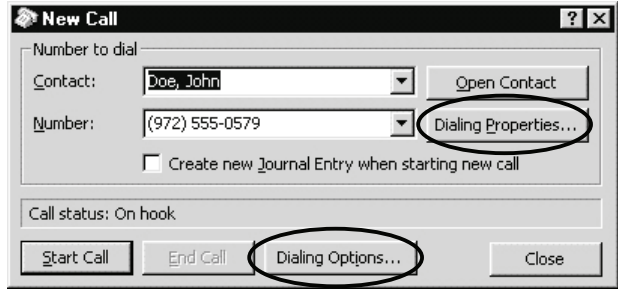 New Call
Number to dial
Contact: Doe, John Open Contact
Number: (972) 555-0579 Dialing Properties...
Create new Journal Entry when starting new call
Call status: On hook
Start Call End Call Dialing Options... Close